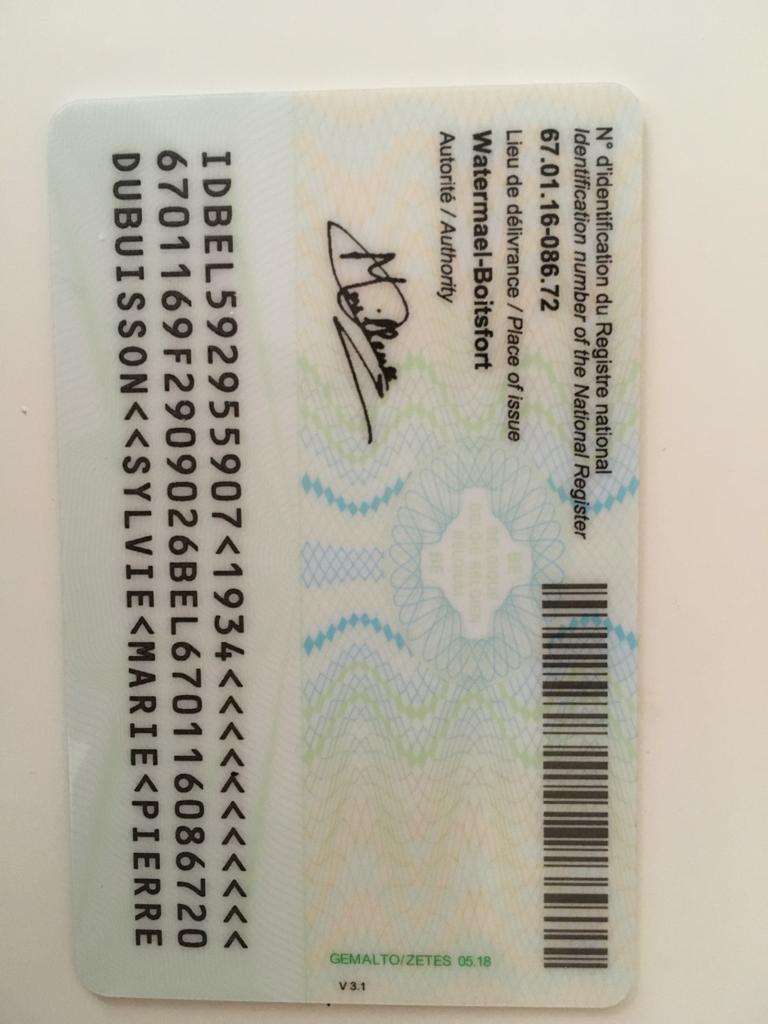 N° d'identification du Registre national
Identification number of the National Register
67.01.16-086.72
Lieu de délivrance / Place of issue
Watermael-Boitsfort
Autorité / Authority
GEMALTO/ZETES 05.18
V 3.1
IDBEL592955907<1934<<<<<<<<<<<
6701169F2909026BEL670116086720
DUBUISSON<<SYLVIE<MARIE<PIERRE